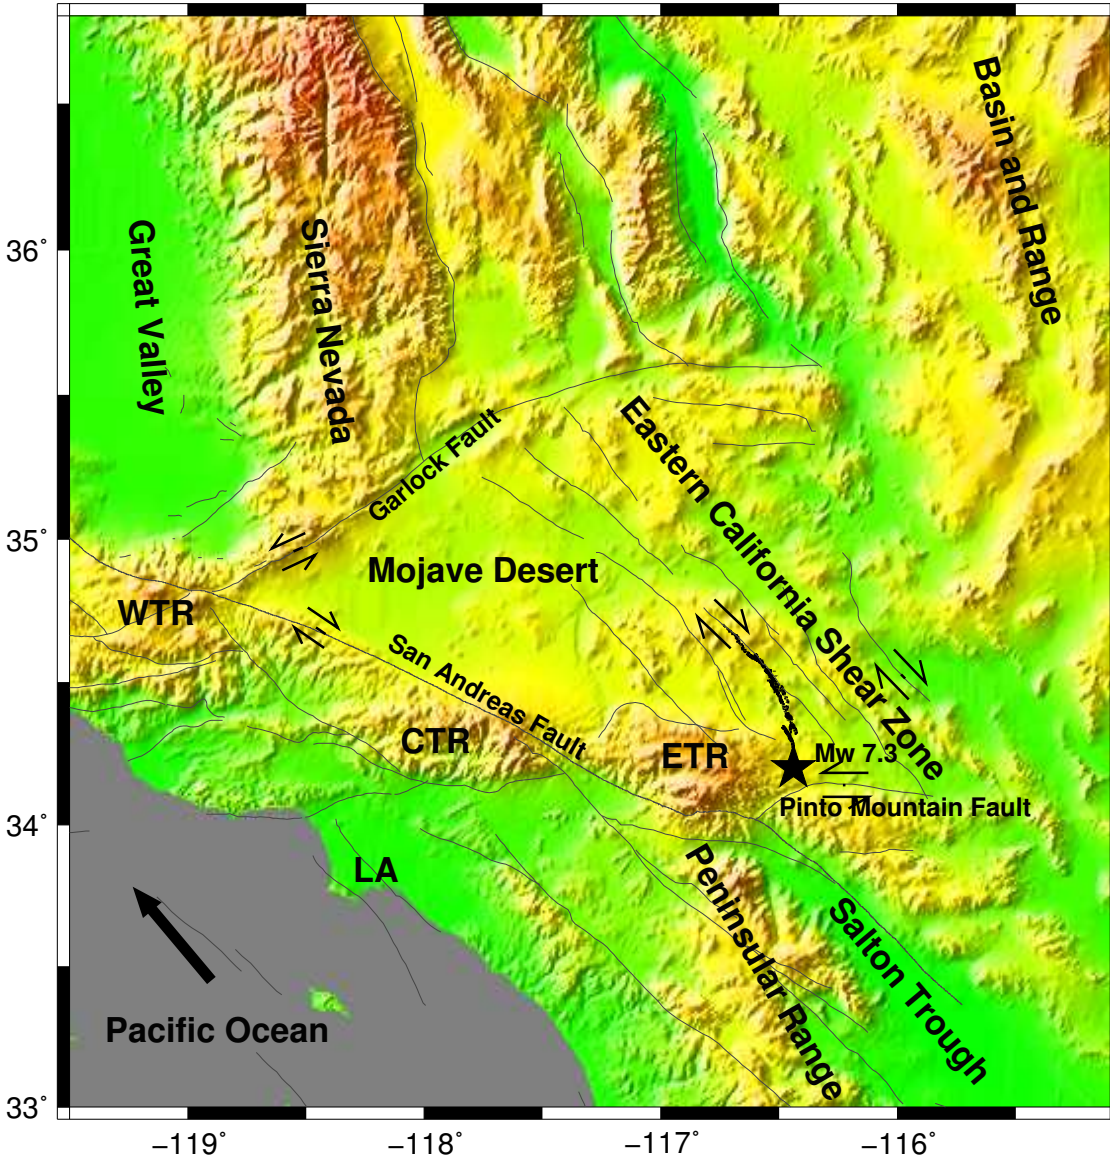 Basin and Range
Great Valley
Sierra Nevada
36°
Eastern California Shear Zone
Garlock Fault
35°
Mojave Desert
WTR
San Andreas Fault
CTR
ETR
Mw 7.3
Pinto Mountain Fault
34°
LA
Peninsular Range
Salton Trough
Pacific Ocean
33°
−119°
−118°
−117°
−116°